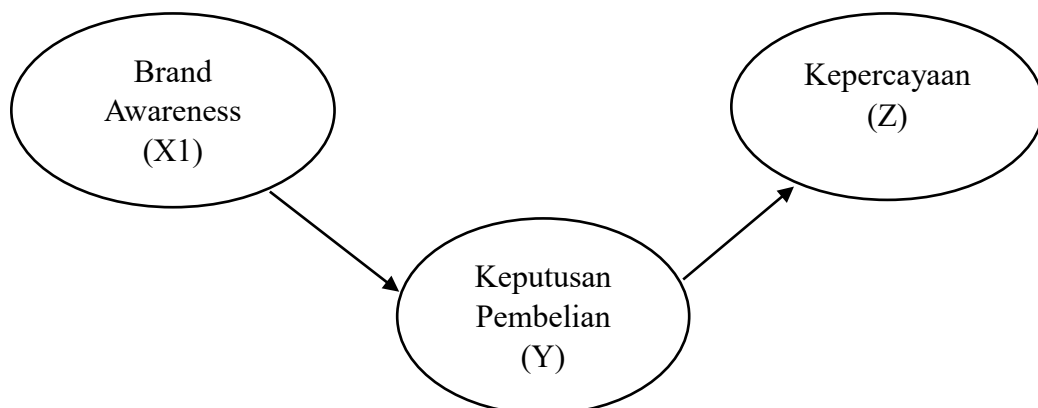 Brand
Awareness
(X1)
Kepercayaan
(Z)
Keputusan
Pembelian
(Y)